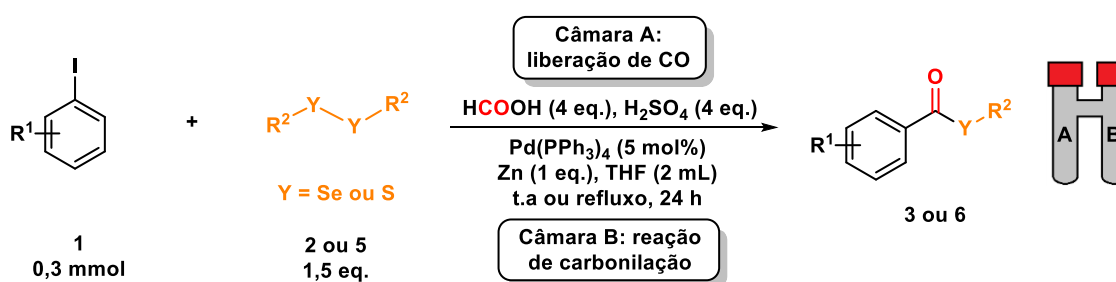 Câmara A:
liberação de CO
I
R¹
+
R²
Y
Y
R²
HCOOH (4 eq.), H₂SO₄ (4 eq.)
Pd(PPh₃)₄ (5 mol%)
Zn (1 eq.), THF (2 mL)
t.a ou refluxo, 24 h
O
R¹
Y
R²
A
B
Y = Se ou S
1
0,3 mmol
2 ou 5
1,5 eq.
Câmara B: reação
de carbonilação
3 ou 6